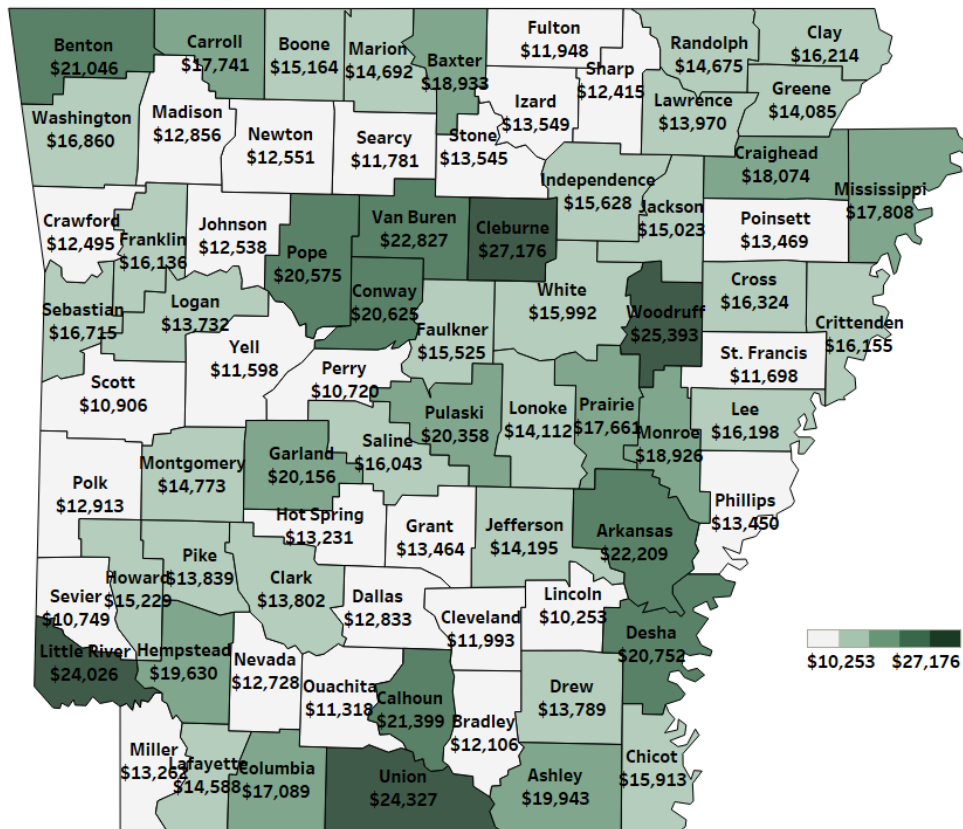 Benton
$21,046
Carroll
$17,741
Boone
$15,164
Marion
$14,692
Baxter
$18,933
Fulton
$11,948
Sharp
$12,415
Randolph
$14,675
Clay
$16,214
Washington
$16,860
Madison
$12,856
Newton
$12,551
Searcy
$11,781
Stone
$13,545
Izard
$13,549
Lawrence
$13,970
Greene
$14,085
Craighead
$18,074
Mississippi
$17,808
Crawford
$12,495
Franklin
$16,136
Johnson
$12,538
Pope
$20,575
Van Buren
$22,827
Cleburne
$27,176
Independence
$15,628
Jackson
$15,023
Poinsett
$13,469
Sebastian
$16,715
Logan
$13,732
Conway
$20,625
Faulkner
$15,525
White
$15,992
Woodruff
$25,393
Cross
$16,324
Crittenden
$16,155
Scott
$10,906
Yell
$11,598
Perry
$10,720
St. Francis
$11,698
Polk
$12,913
Montgomery
$14,773
Garland
$20,156
Saline
$16,043
Pulaski
$20,358
Lonoke
$14,112
Prairie
$17,661
Monroe
$18,926
Lee
$16,198
Phillips
$13,450
Hot Spring
$13,231
Grant
$13,464
Jefferson
$14,195
Arkansas
$22,209
Sevier
$10,749
Howard
$15,229
Pike
$13,839
Clark
$13,802
Dallas
$12,833
Cleveland
$11,993
Lincoln
$10,253
Desha
$20,752
Little River
$24,026
Hempstead
$19,630
Nevada
$12,728
Ouachita
$11,318
Calhoun
$21,399
Bradley
$12,106
Drew
$13,789
Miller
$13,262
Lafayette
$14,588
Columbia
$17,089
Union
$24,327
Ashley
$19,943
Chicot
$15,913
$10,253 $27,176